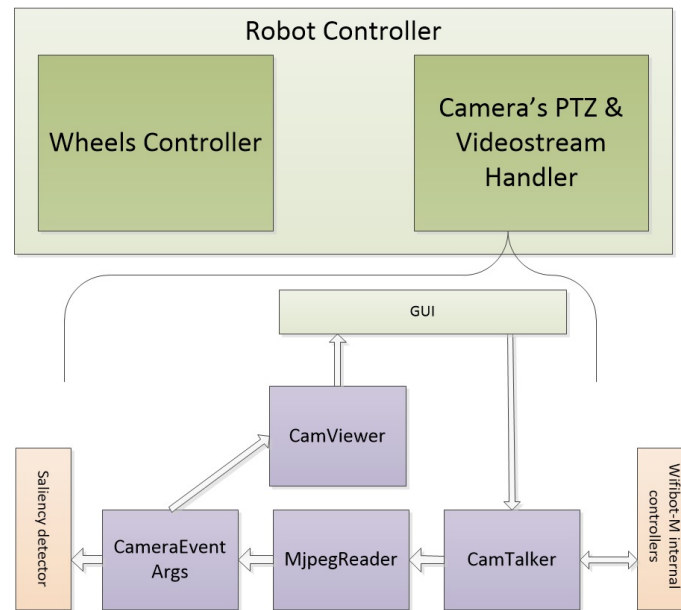 Robot Controller
Wheels Controller
Camera's PTZ &
Videostream
Handler
GUI
CamViewer
Saliency detector
CameraEvent
Args
MjpegReader
CamTalker
Wifibot-M internal
controllers